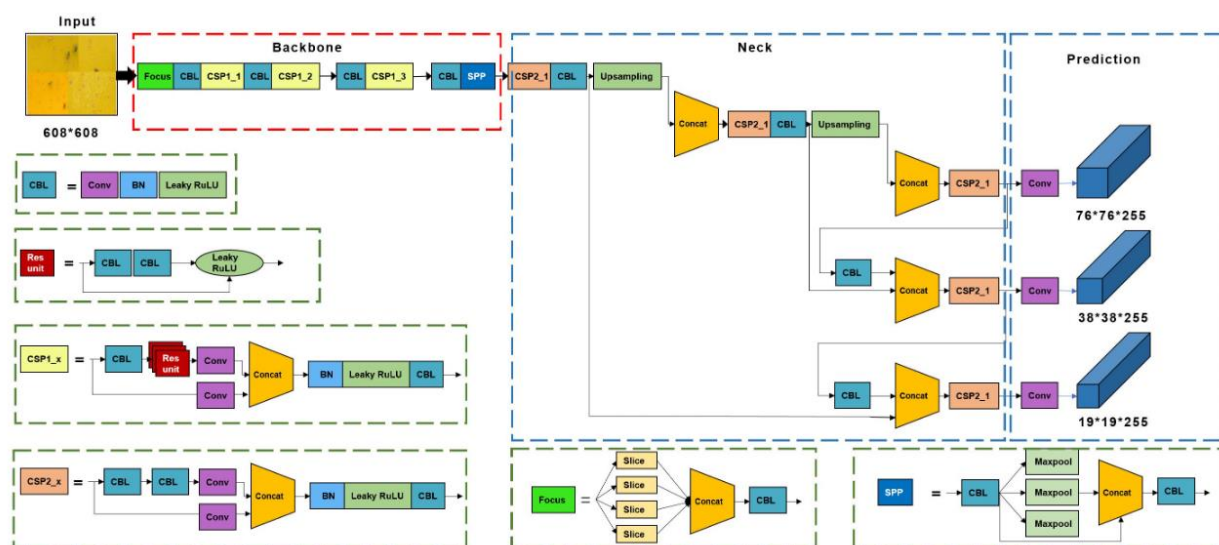 Input
608*608
Backbone
Focus CBL CSP1_1 CBL CSP1_2 CBL CSP1_3 CBL SPP
Neck
CSP2_1 CBL Upsampling
Concat CSP2_1 CBL Upsampling
Concat CSP2_1
CBL Concat CSP2_1
CBL Concat CSP2_1
Prediction
Conv
76*76*255
Conv
38*38*255
Conv
19*19*255
CBL = Conv BN Leaky RuLU
Res
unit
=
CBL CBL
Leaky
RuLU
CSP1_x = CBL
Res
unit
Conv
Conv
Concat
BN Leaky RuLU CBL
CSP2_x = CBL CBL Conv
Conv
Concat
BN Leaky RuLU CBL
Focus =
Slice
Slice
Slice
Slice
Concat CBL
SPP = CBL
Maxpool
Maxpool
Maxpool
Concat CBL